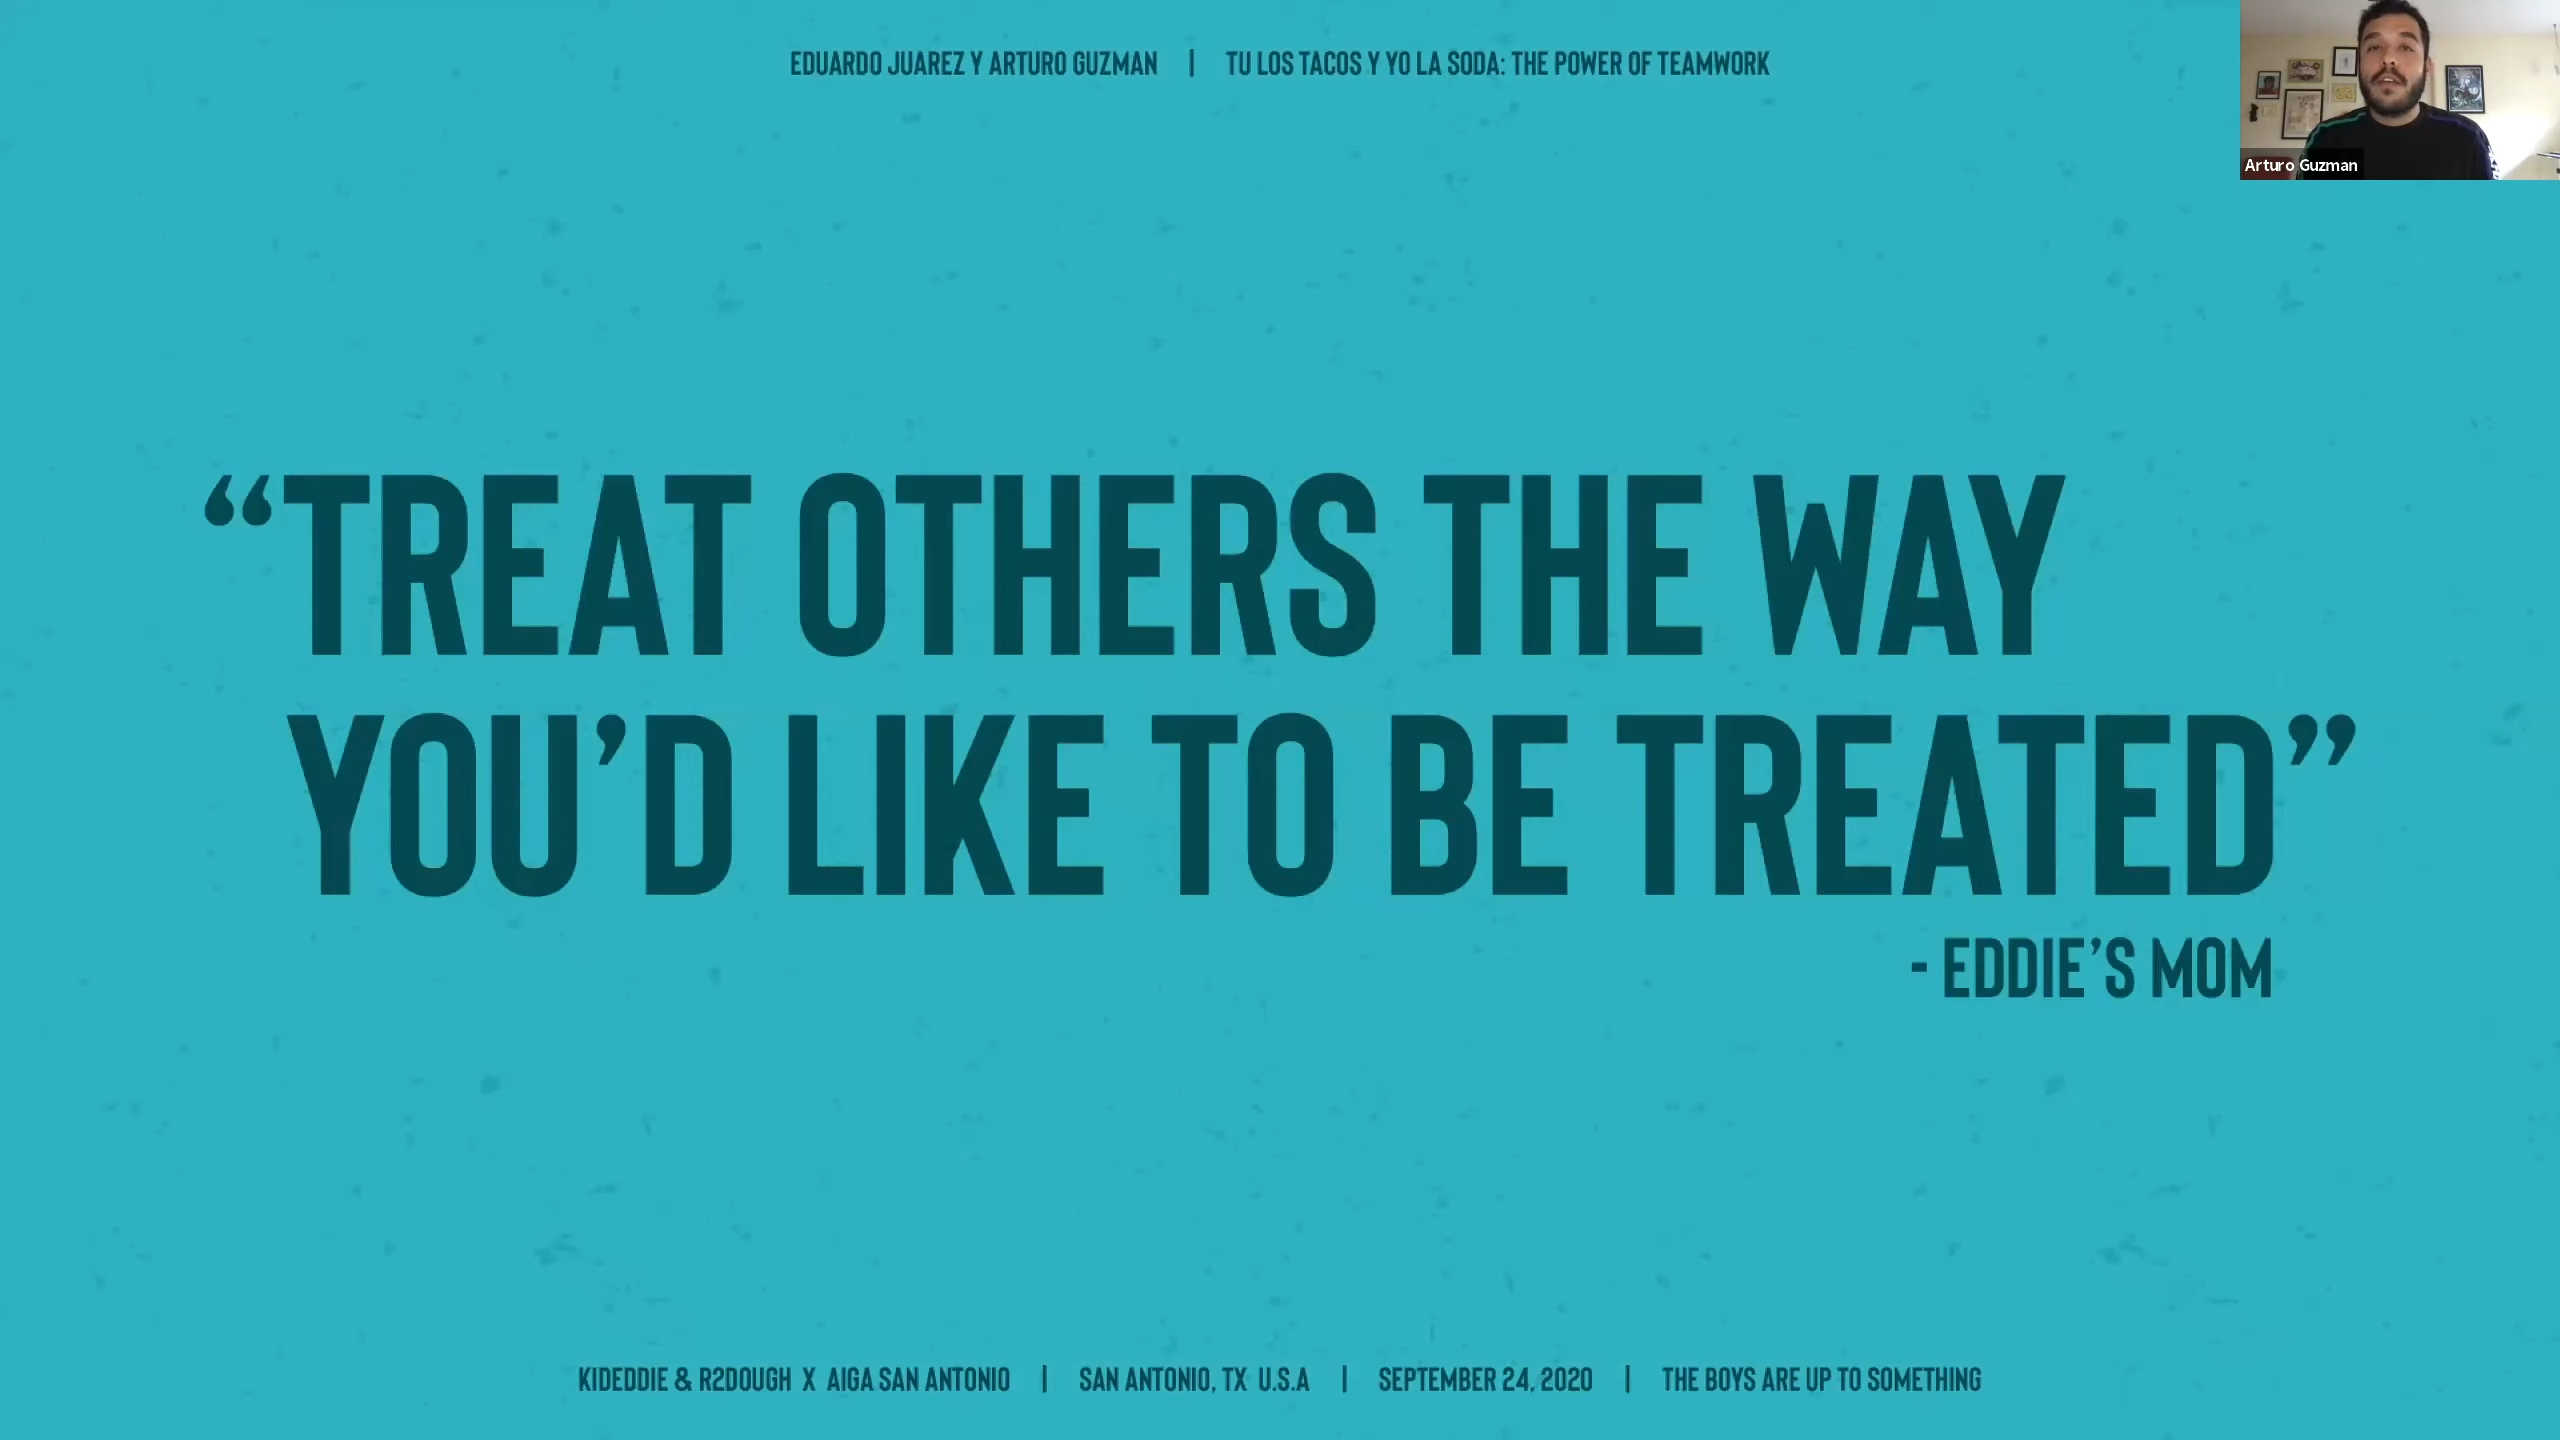 EDUARDO JUAREZ Y ARTURO GUZMAN | TU LOS TACOS Y YO LA SODA: THE POWER OF TEAMWORK
Arturo Guzman
“TREAT OTHERS THE WAY
YOU’D LIKE TO BE TREATED”
- EDDIE’S MOM
KIDEDDIE & R2DOUGH X AIGA SAN ANTONIO | SAN ANTONIO, TX U.S.A | SEPTEMBER 24, 2020 | THE BOYS ARE UP TO SOMETHING